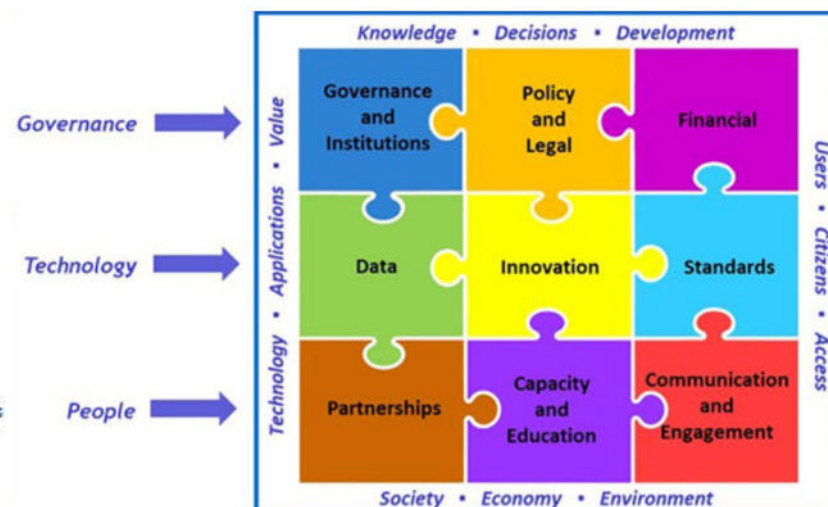 Knowledge • Decisions • Development
Governance
Technology
People
Technology • Applications • Value
Governance
and
Institutions
Policy
and
Legal
Financial
Data
Innovation
Standards
Partnerships
Capacity
and
Education
Communication
and
Engagement
Users • Citizens • Access
Society • Economy • Environment